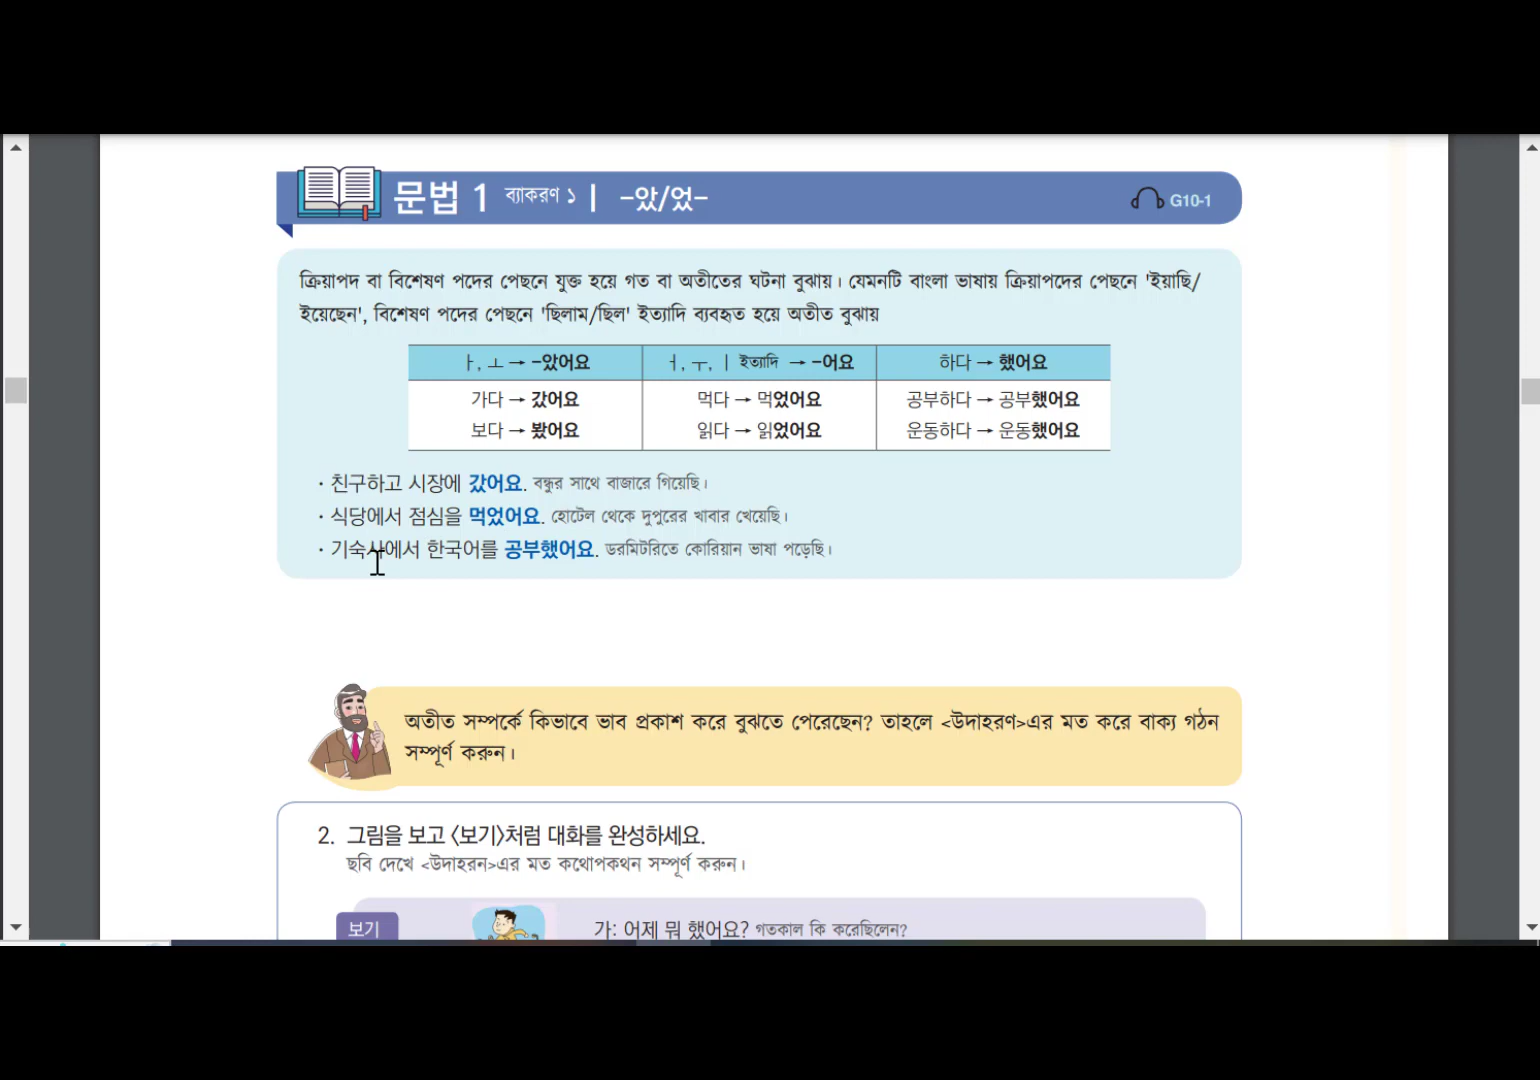 문법 1 ব্যাকরণ ১ | -았/었-
G10-1
ক্রিয়াপদ বা বিশেষণ পদের পেছনে যুক্ত হয়ে গত বা অতীতের ঘটনা বুঝায়। যেমনটি বাংলা ভাষায় ক্রিয়াপদের পেছনে 'ইয়াছি/
ইয়েছেন', বিশেষণ পদের পেছনে 'ছিলাম/ছিল' ইত্যাদি ব্যবহৃত হয়ে অতীত বুঝায়
ㅏ, ㅗ → -았어요 ㅓ, ㅜ, ㅣ ইত্যাদি → -어요 하다 → 했어요
가다 → 갔어요 먹다 → 먹었어요 공부하다 → 공부했어요
보다 → 봤어요 읽다 → 읽었어요 운동하다 → 운동했어요
· 친구하고 시장에 갔어요. বন্ধুর সাথে বাজারে গিয়েছি।
· 식당에서 점심을 먹었어요. হোটেল থেকে দুপুরের খাবার খেয়েছি।
· 기숙사에서 한국어를 공부했어요. ডরমিটরিতে কোরিয়ান ভাষা পড়েছি।
অতীত সম্পর্কে কিভাবে ভাব প্রকাশ করে বুঝতে পেরেছেন? তাহলে <উদাহরণ>এর মত করে বাক্য গঠন
সম্পূর্ণ করুন।
2. 그림을 보고 〈보기〉처럼 대화를 완성하세요.
ছবি দেখে <উদাহরন>এর মত কথোপকথন সম্পূর্ণ করুন।
보기
가: 어제 뭐 했어요? গতকাল কি করেছিলেন?